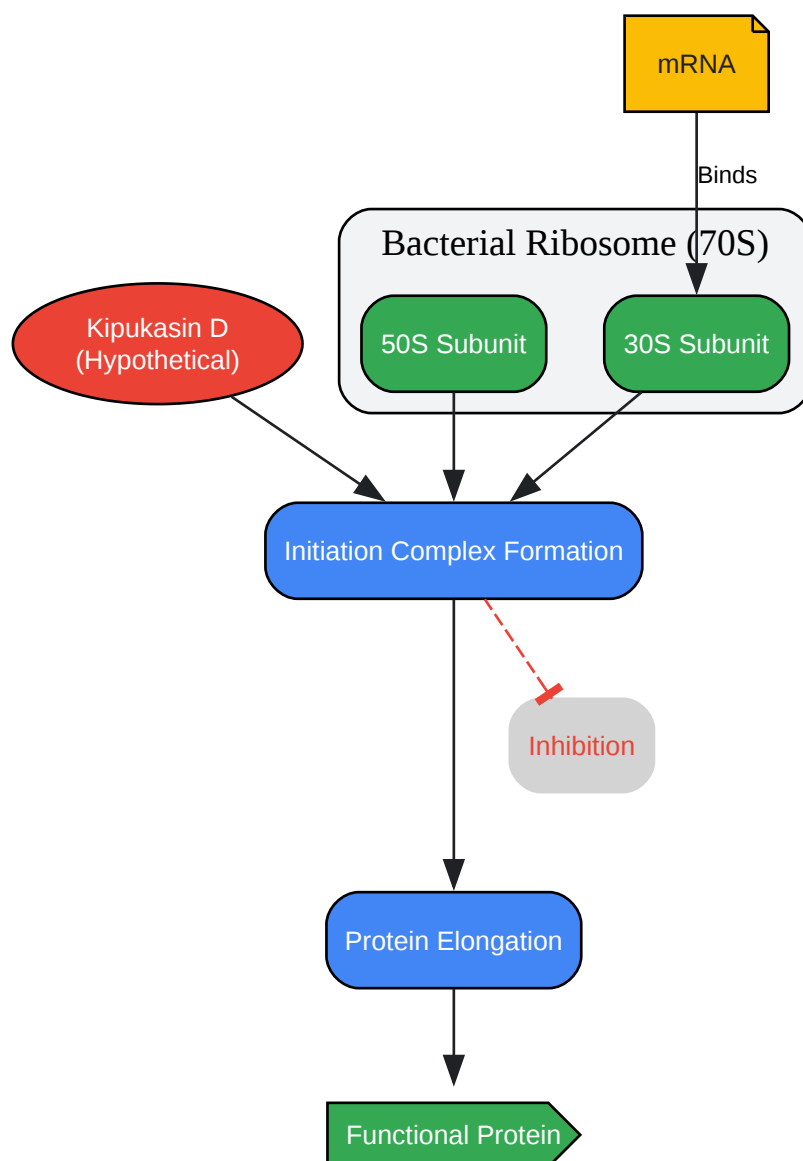 mRNA
Binds
Bacterial Ribosome (70S)
Kipukasin D
(Hypothetical)
50S Subunit
30S Subunit
Initiation Complex Formation
Inhibition
Protein Elongation
Functional Protein